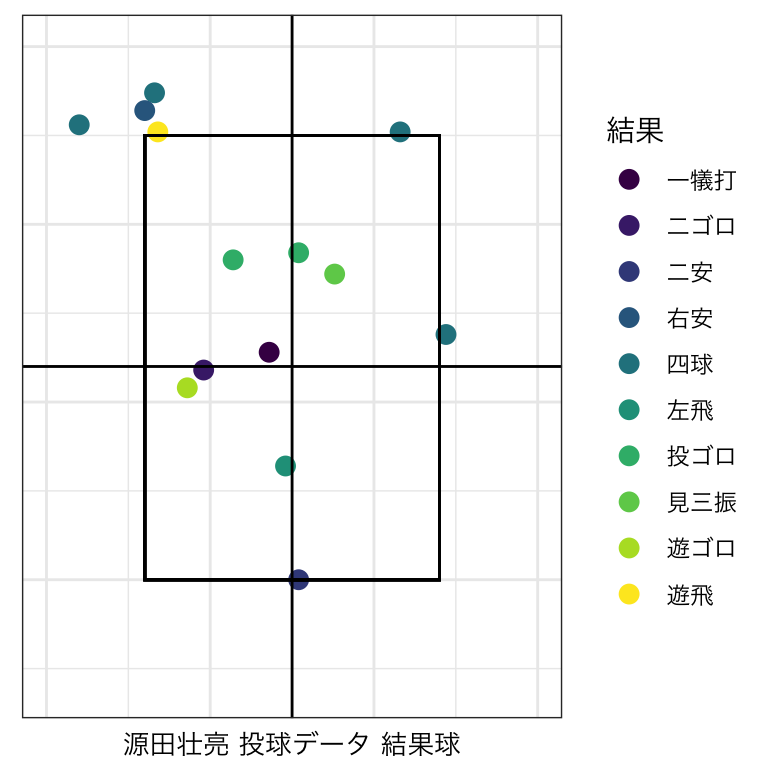 結果
一犠打
二ゴロ
二安
右安
四球
左飛
投ゴロ
見三振
遊ゴロ
遊飛
源田壮亮 投球データ 結果球